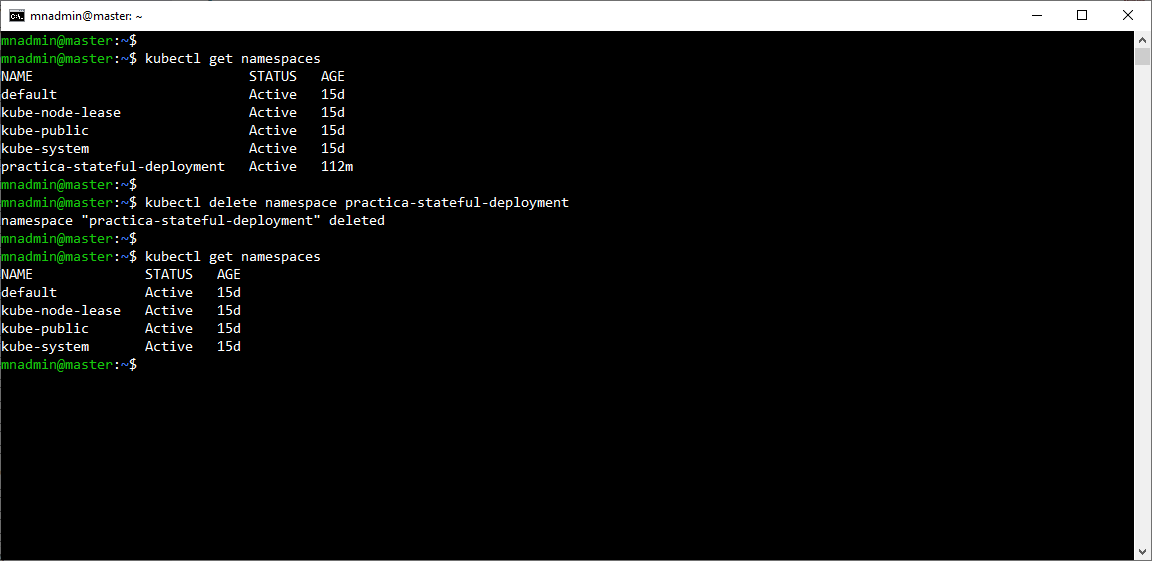 mnadmin@master: ~
mnadmin@master:~$
mnadmin@master:~$ kubectl get namespaces
NAME                           STATUS   AGE
default                        Active   15d
kube-node-lease                Active   15d
kube-public                    Active   15d
kube-system                    Active   15d
practica-stateful-deployment   Active   112m
mnadmin@master:~$
mnadmin@master:~$ kubectl delete namespace practica-stateful-deployment
namespace "practica-stateful-deployment" deleted
mnadmin@master:~$
mnadmin@master:~$ kubectl get namespaces
NAME              STATUS   AGE
default           Active   15d
kube-node-lease   Active   15d
kube-public       Active   15d
kube-system       Active   15d
mnadmin@master:~$